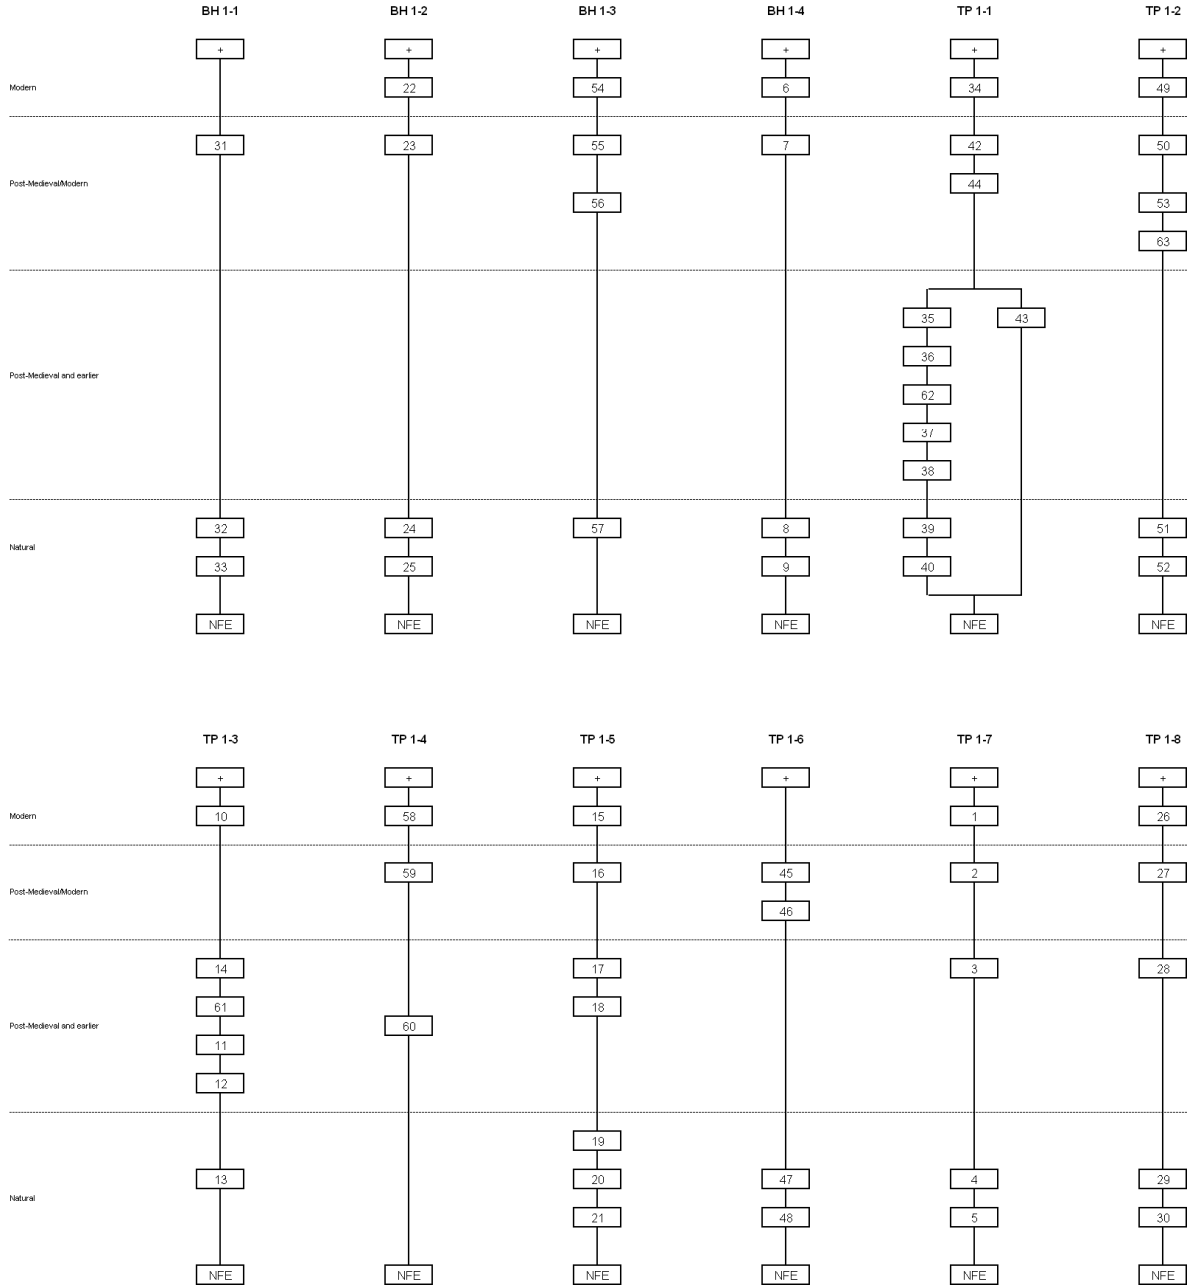 BH 1-1 BH 1-2 BH 1-3 BH 1-4 TP 1-1 TP 1-2
+ + + + + +
Modern 22 54 6 34 49
31 23 55 7 42 50
Post-Medieval/Modern 44
56 53
63
35 43
36
Post-Medieval and earlier
62
37
38
32 24 57 8 39 51
Natural
33 25 9 40 52
NFE NFE NFE NFE NFE NFE
TP 1-3 TP 1-4 TP 1-5 TP 1-6 TP 1-7 TP 1-8
+ + + + + +
Modern 10 58 15 1 26
59 16 45 2 27
Post-Medieval/Modern
46
14 17 3 28
61 18
Post-Medieval and earlier 60
11
12
19
13 20 47 4 29
Natural
21 48 5 30
NFE NFE NFE NFE NFE NFE